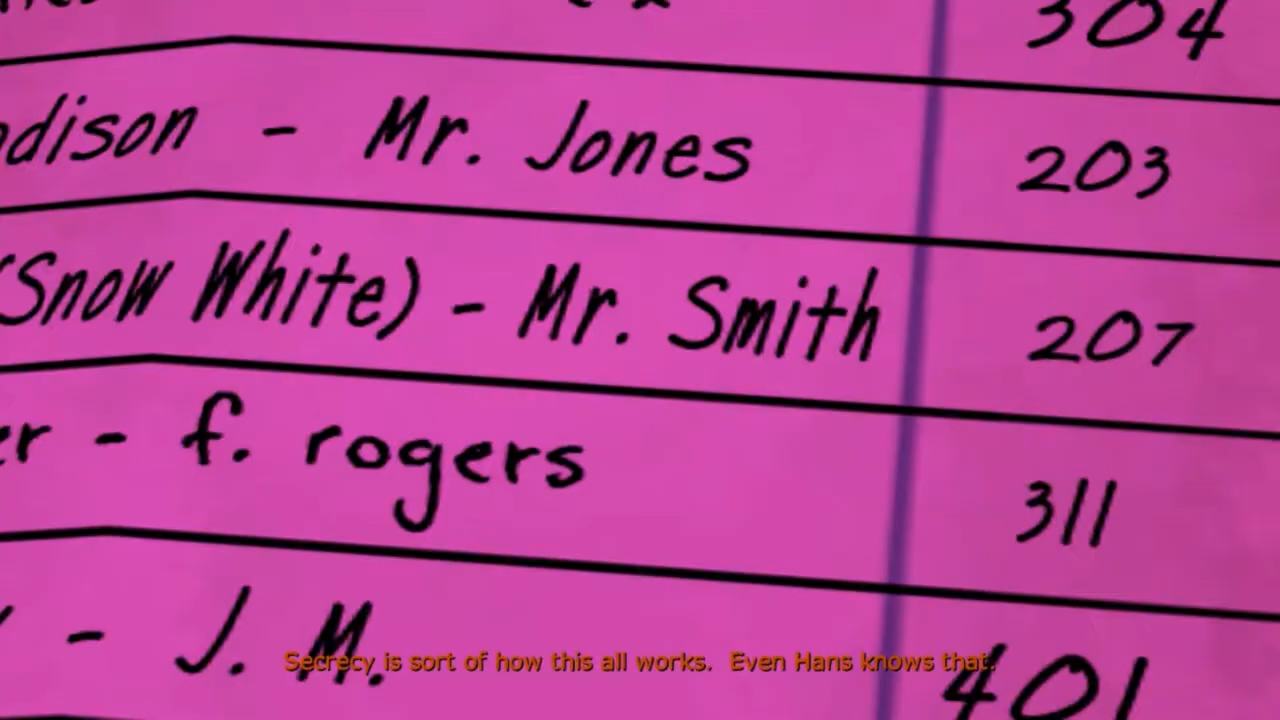 304
adison - Mr. Jones 203
(Snow White) - Mr. Smith 207
er - f. rogers 311
- J. M. 401
Secrecy is sort of how this all works. Even Hans knows that.